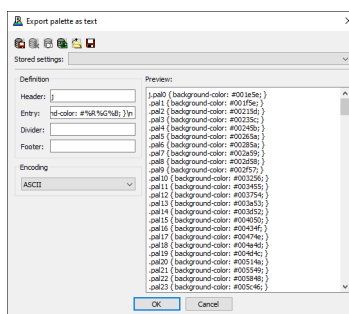 Export palette as text
Stored settings:
Definition
Header: j
Entry: nd-color: #%R%G%B; }\n
Divider:
Footer:
Encoding
ASCII
Preview:
j.pal0 { background-color: #001e5e; }
.pal1 { background-color: #001f5e; }
.pal2 { background-color: #00215d; }
.pal3 { background-color: #00235c; }
.pal4 { background-color: #00245b; }
.pal5 { background-color: #00265a; }
.pal6 { background-color: #00285a; }
.pal7 { background-color: #002a59; }
.pal8 { background-color: #002d58; }
.pal9 { background-color: #002f57; }
.pal10 { background-color: #003256; }
.pal11 { background-color: #003455; }
.pal12 { background-color: #003754; }
.pal13 { background-color: #003a53; }
.pal14 { background-color: #003d52; }
.pal15 { background-color: #004050; }
.pal16 { background-color: #00434f; }
.pal17 { background-color: #00474e; }
.pal18 { background-color: #004a4d; }
.pal19 { background-color: #004d4c; }
.pal20 { background-color: #00514a; }
.pal21 { background-color: #005549; }
.pal22 { background-color: #005848; }
.pal23 { background-color: #005c46; }
OK
Cancel